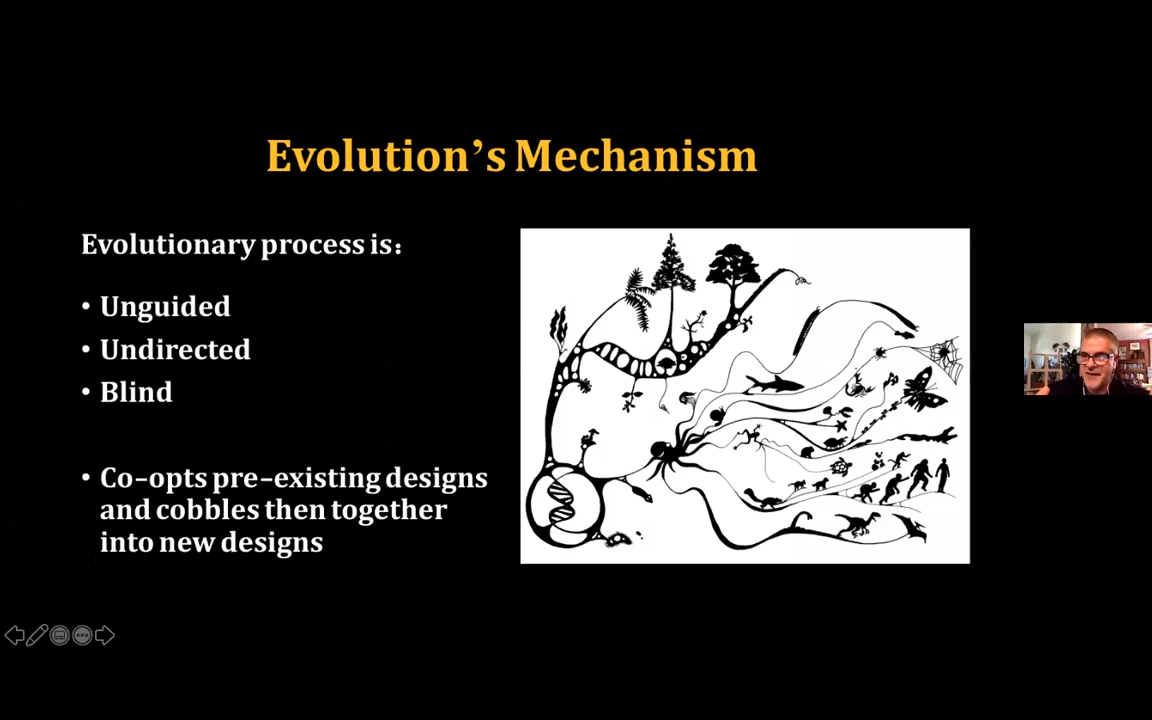 Evolution's Mechanism
Evolutionary process is:
• Unguided
• Undirected
• Blind
• Co-opts pre-existing designs
and cobbles then together
into new designs